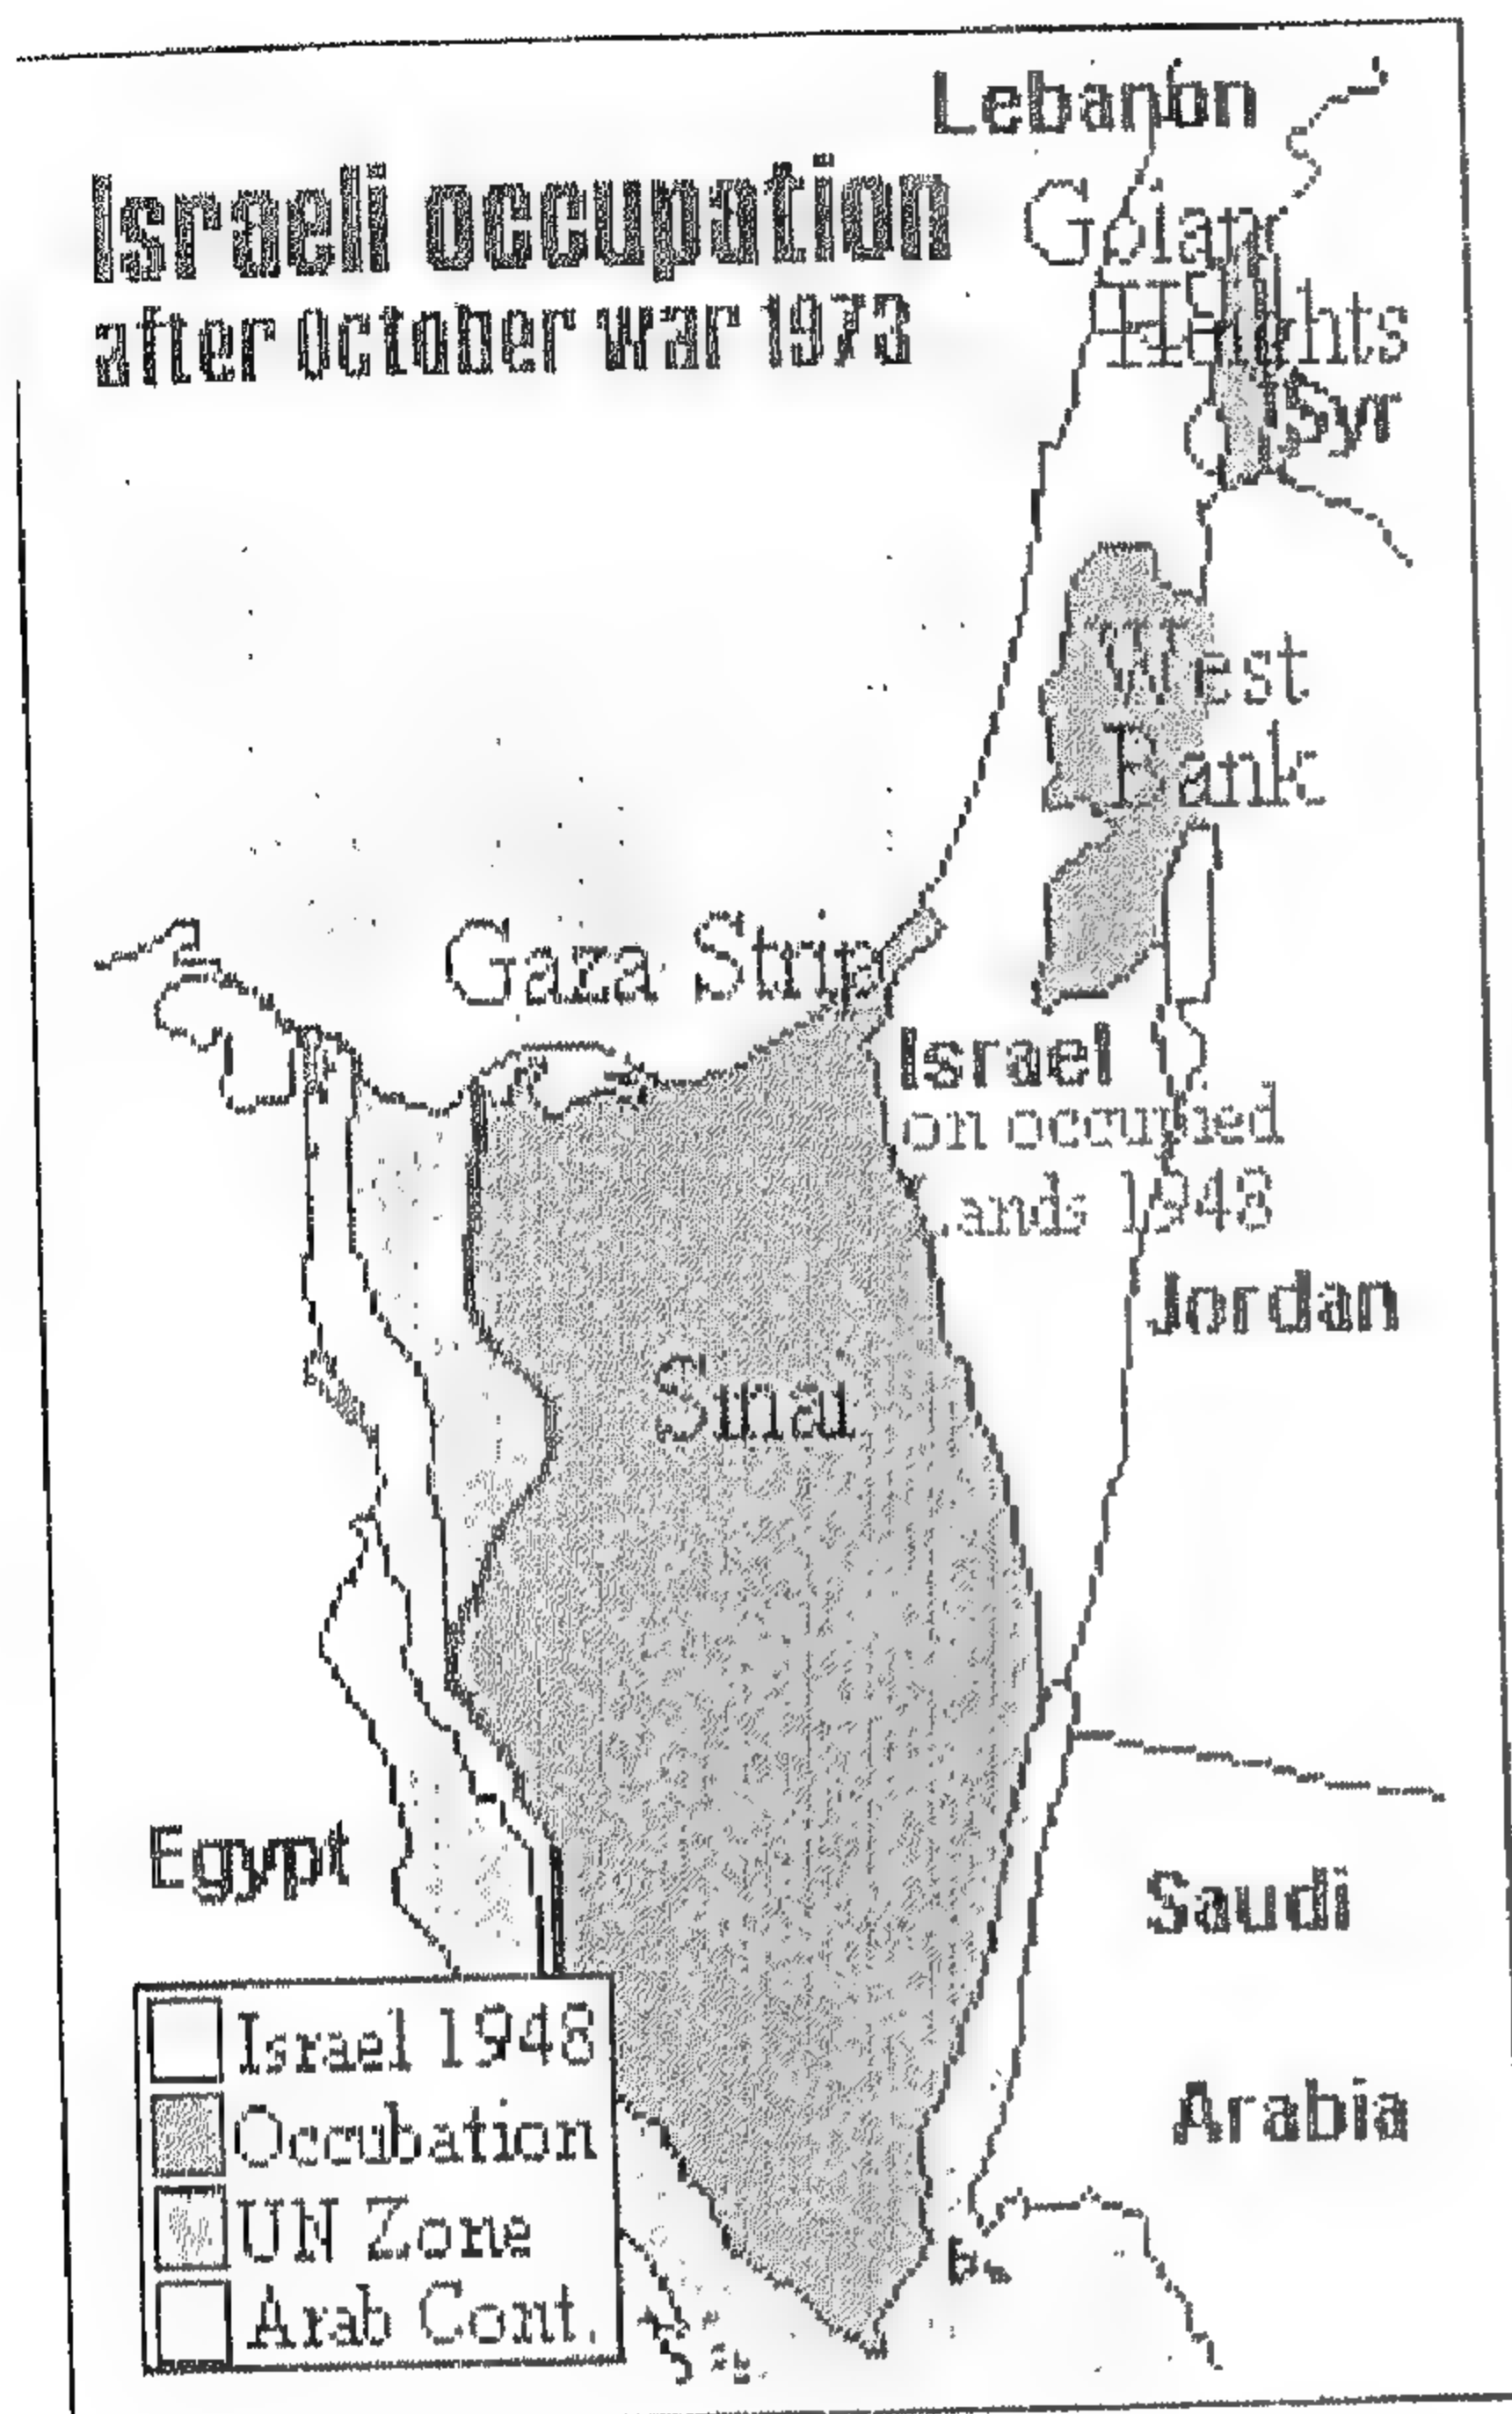 Israeli occupation
after october war 1973
Lebanon
Golan
Heights
Syr
West
Bank
Gaza Strip
Israel
on occupied
Lands 1948
Jordan
Sinai
Egypt
Saudi
Arabia
Israel 1948
Occubation
UN Zone
Arab Cont.